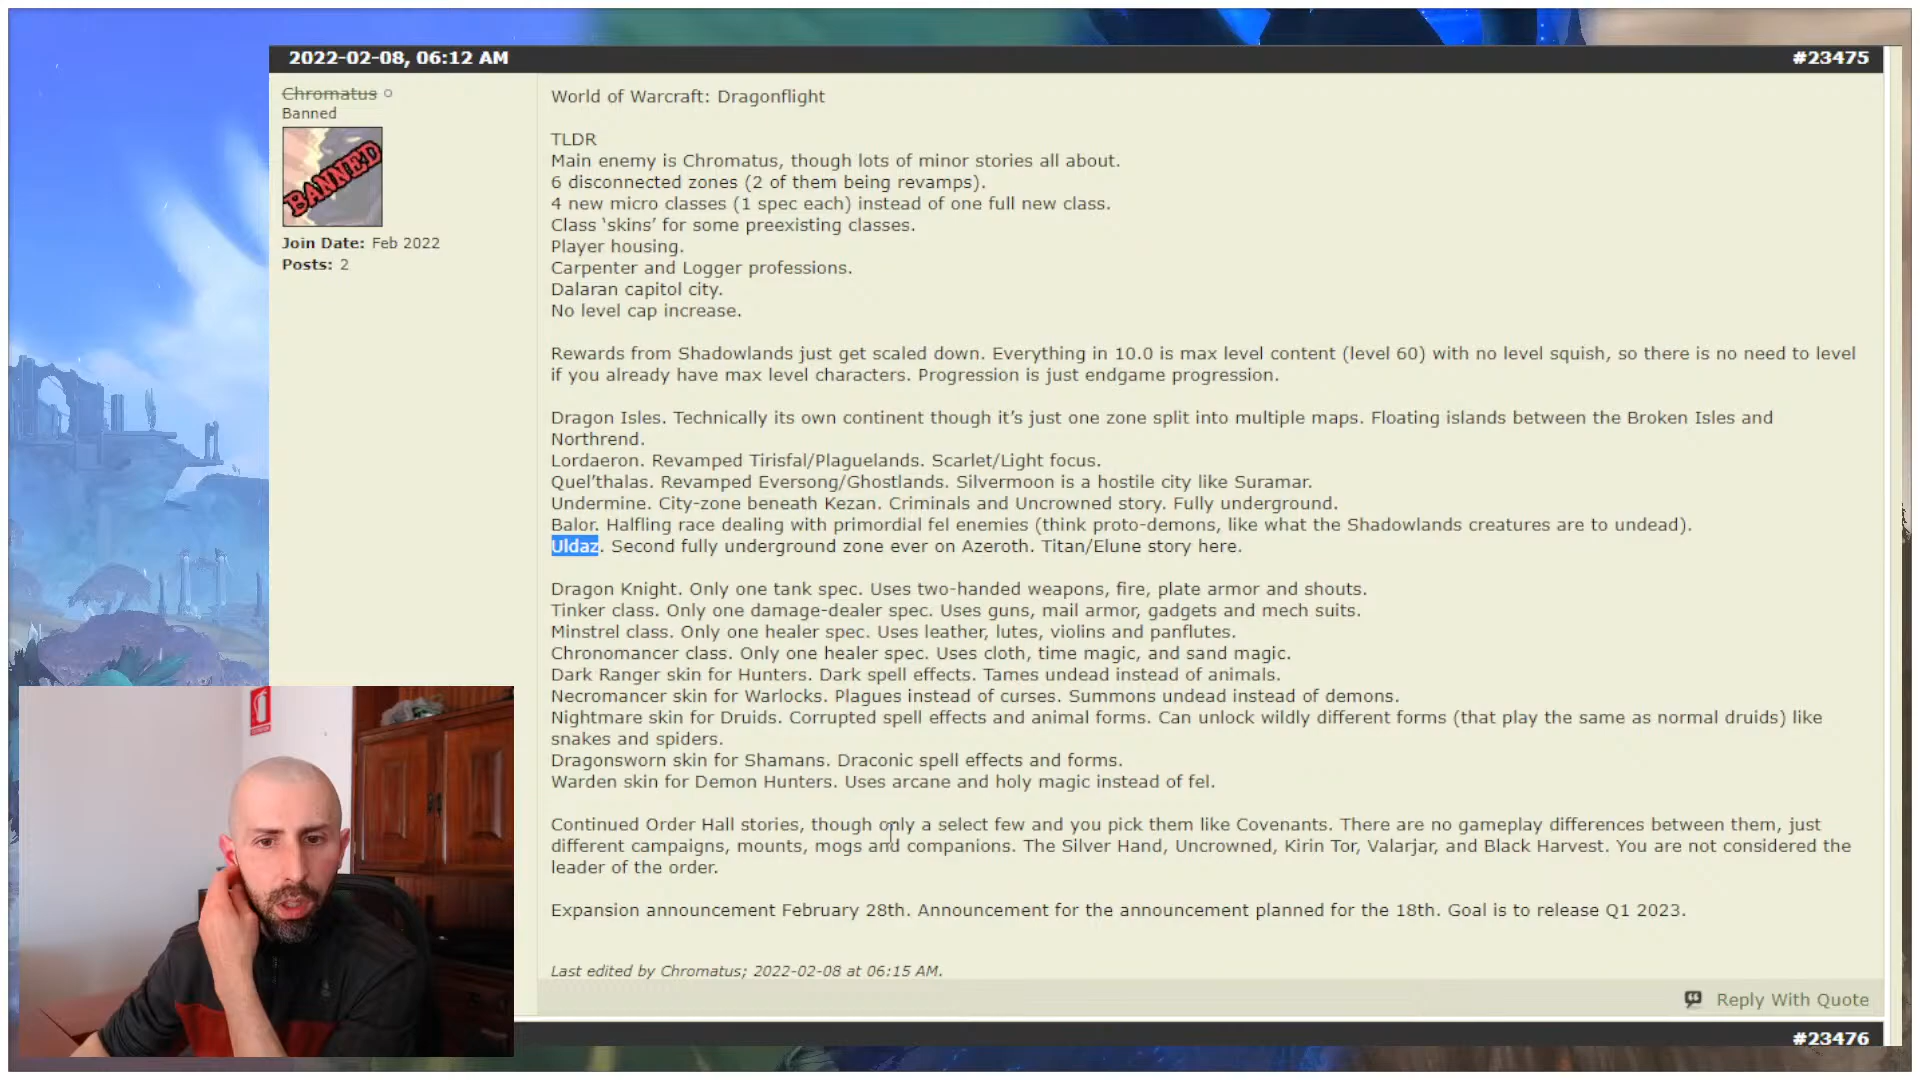 2022-02-08, 06:12 AM
#23475
Chromatus
Banned
BANNED
Join Date: Feb 2022
Posts: 2
World of Warcraft: Dragonflight
TLDR
Main enemy is Chromatus, though lots of minor stories all about.
6 disconnected zones (2 of them being revamps).
4 new micro classes (1 spec each) instead of one full new class.
Class ‘skins’ for some preexisting classes.
Player housing.
Carpenter and Logger professions.
Dalaran capitol city.
No level cap increase.
Rewards from Shadowlands just get scaled down. Everything in 10.0 is max level content (level 60) with no level squish, so there is no need to level
if you already have max level characters. Progression is just endgame progression.
Dragon Isles. Technically its own continent though it’s just one zone split into multiple maps. Floating islands between the Broken Isles and
Northrend.
Lordaeron. Revamped Tirisfal/Plaguelands. Scarlet/Light focus.
Quel’thalas. Revamped Eversong/Ghostlands. Silvermoon is a hostile city like Suramar.
Undermine. City-zone beneath Kezan. Criminals and Uncrowned story. Fully underground.
Balor. Halfling race dealing with primordial fel enemies (think proto-demons, like what the Shadowlands creatures are to undead).
Uldaz. Second fully underground zone ever on Azeroth. Titan/Elune story here.
Dragon Knight. Only one tank spec. Uses two-handed weapons, fire, plate armor and shouts.
Tinker class. Only one damage-dealer spec. Uses guns, mail armor, gadgets and mech suits.
Minstrel class. Only one healer spec. Uses leather, lutes, violins and panflutes.
Chronomancer class. Only one healer spec. Uses cloth, time magic, and sand magic.
Dark Ranger skin for Hunters. Dark spell effects. Tames undead instead of animals.
Necromancer skin for Warlocks. Plagues instead of curses. Summons undead instead of demons.
Nightmare skin for Druids. Corrupted spell effects and animal forms. Can unlock wildly different forms (that play the same as normal druids) like
snakes and spiders.
Dragonsworn skin for Shamans. Draconic spell effects and forms.
Warden skin for Demon Hunters. Uses arcane and holy magic instead of fel.
Continued Order Hall stories, though only a select few and you pick them like Covenants. There are no gameplay differences between them, just
different campaigns, mounts, mogs and companions. The Silver Hand, Uncrowned, Kirin Tor, Valarjar, and Black Harvest. You are not considered the
leader of the order.
Expansion announcement February 28th. Announcement for the announcement planned for the 18th. Goal is to release Q1 2023.
Last edited by Chromatus; 2022-02-08 at 06:15 AM.
Reply With Quote
#23476